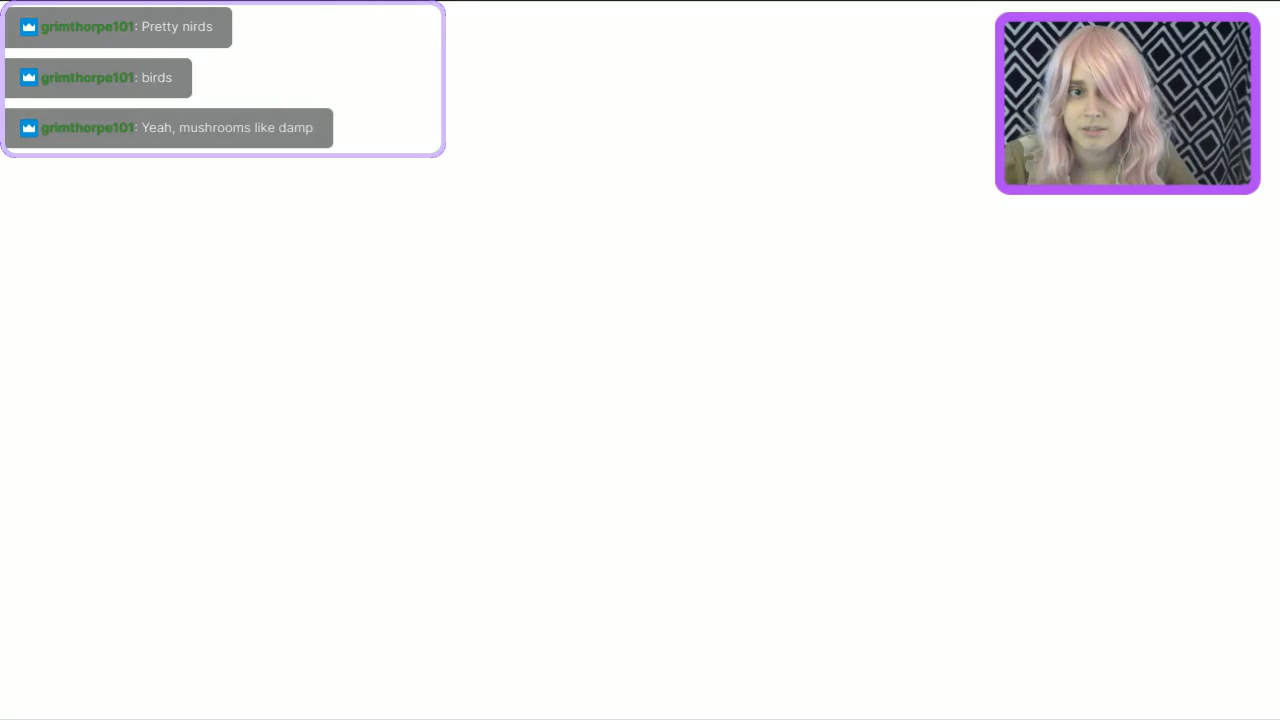 grimthorpe101: Pretty nirds
grimthorpe101: birds
grimthorpe101: Yeah, mushrooms like damp